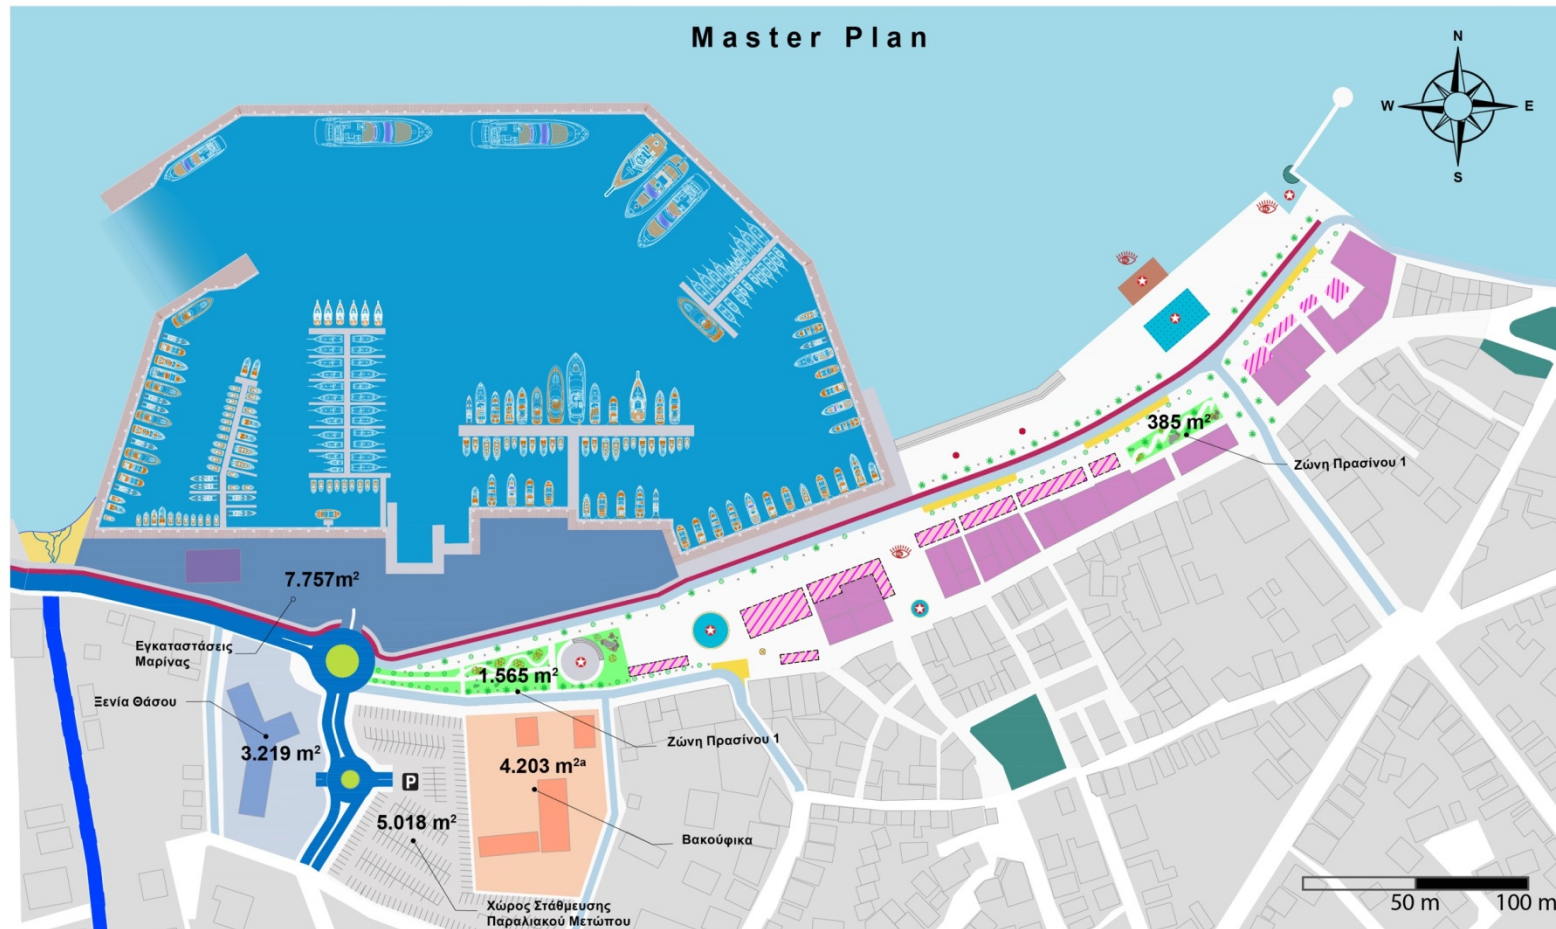 Master Plan
N
W
E
S
385 m²
Ζώνη Πρασίνου 1
7.757m²
Εγκαταστάσεις
Μαρίνας
1.565 m²
Ξενία Θάσου
3.219 m²
Ζώνη Πρασίνου 1
4.203 m²ᵃ
P
5.018 m²
Βακούφικα
Χώρος Στάθμευσης
Παραλιακού Μετώπου
50 m
100 m